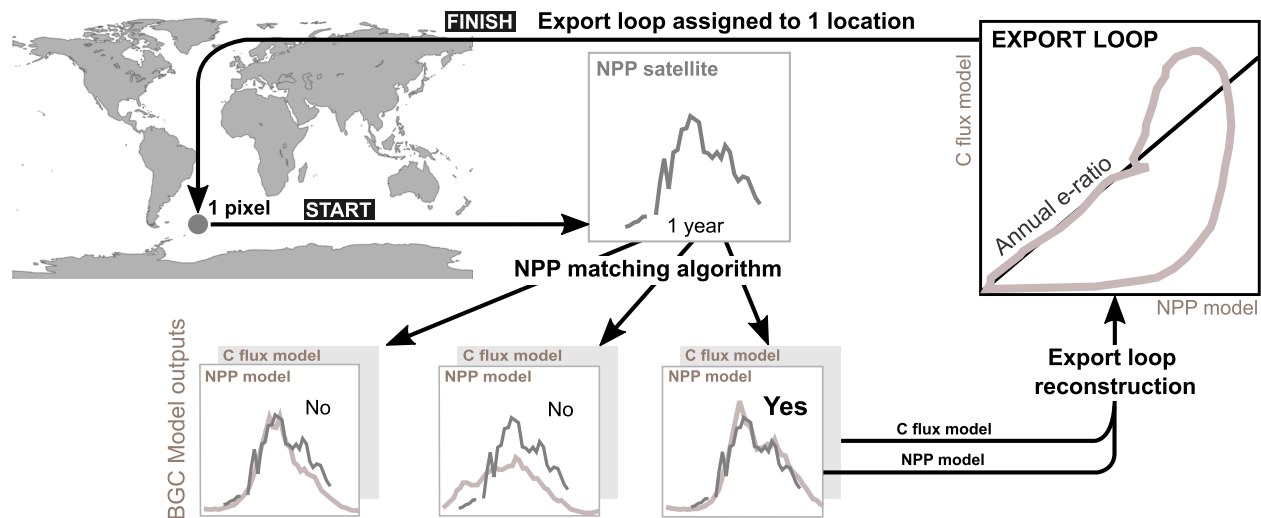 FINISH Export loop assigned to 1 location
EXPORT LOOP
C flux model
Annual e-ratio
NPP model
NPP satellite
1 year
1 pixel
START
NPP matching algorithm
BGC Model outputs
C flux model
NPP model
No
C flux model
NPP model
No
C flux model
NPP model
Yes
C flux model
NPP model
Export loop
reconstruction